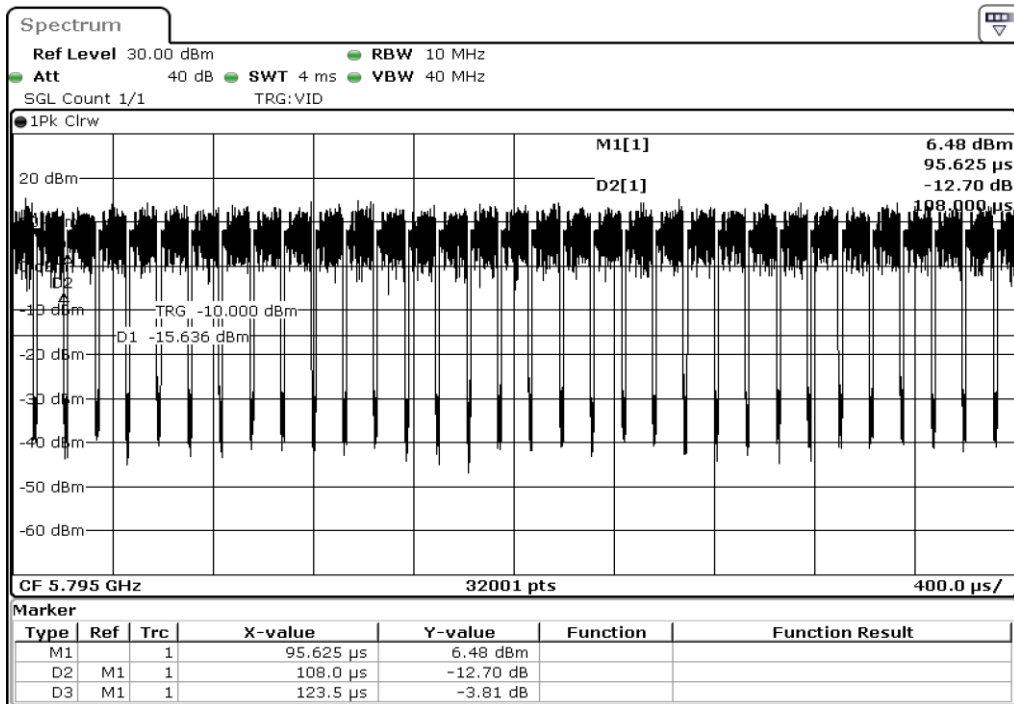 Spectrum
Ref Level 30.00 dBm RBW 10 MHz
Att 40 dB SWT 4 ms VBW 40 MHz
SGL Count 1/1 TRG:VID
1Pk Clrw
M1[1] 6.48 dBm
95.625 µs
20 dBm
D2[1] -12.70 dB
108.000 µs
0 dBm
D2
-10 dBm
TRG -10.000 dBm
D1 -15.636 dBm
-20 dBm
-30 dBm
-40 dBm
-50 dBm
-60 dBm
CF 5.795 GHz 32001 pts 400.0 µs/
Marker
Type Ref Trc X-value Y-value Function Function Result
M1 1 95.625 µs 6.48 dBm
D2 M1 1 108.0 µs -12.70 dB
D3 M1 1 123.5 µs -3.81 dB